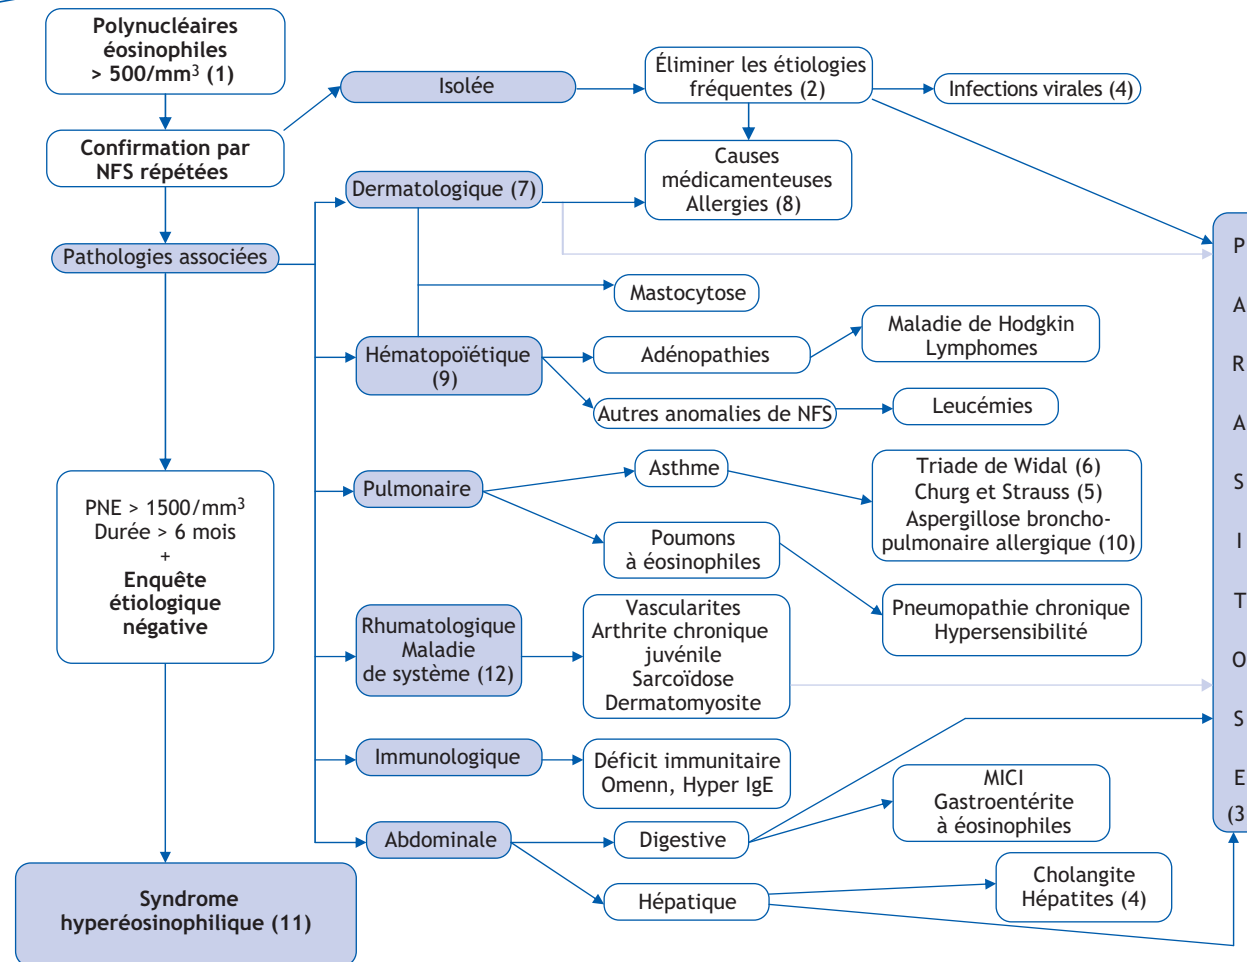 Polynucléaires
éosinophiles
> 500/mm³ (1)
Confirmation par
NFS répétées
Pathologies associées
PNE > 1500/mm³
Durée > 6 mois
+
Enquête
étiologique
négative
Syndrome
hyperéosinophilique (11)
Isolée
Éliminer les étiologies
fréquentes (2)
Infections virales (4)
Causes
médicamenteuses
Allergies (8)
Dermatologique (7)
Mastocytose
Hématopoïétique
(9)
Adénopathies
Maladie de Hodgkin
Lymphomes
Autres anomalies de NFS
Leucémies
Pulmonaire
Asthme
Triade de Widal (6)
Churg et Strauss (5)
Aspergillose broncho-
pulmonaire allergique (10)
Poumons
à éosinophiles
Pneumopathie chronique
Hypersensibilité
Rhumatologique
Maladie
de système (12)
Vascularites
Arthrite chronique
juvénile
Sarcoïdose
Dermatomyosite
Immunologique
Déficit immunitaire
Omenn, Hyper IgE
Abdominale
Digestive
MICI
Gastroentérite
à éosinophiles
Hépatique
Cholangite
Hépatites (4)
P
A
R
A
S
I
T
O
S
E
(3